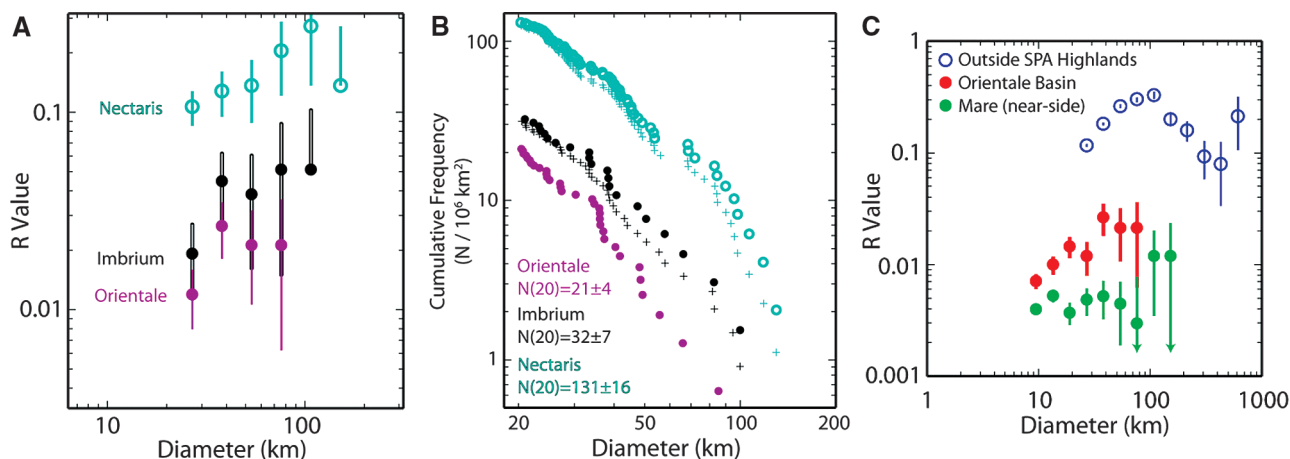 A
R Value
0.1
0.01
Nectaris
Imbrium
Orientale
10
100
Diameter (km)
B
Cumulative Frequency
(N / 10⁶ km²)
100
10
1
Orientale
N(20)=21±4
Imbrium
N(20)=32±7
Nectaris
N(20)=131±16
20
50
100
200
Diameter (km)
C
R Value
1
0.1
0.01
0.001
Outside SPA Highlands
Orientale Basin
Mare (near-side)
1
10
100
1000
Diameter (km)